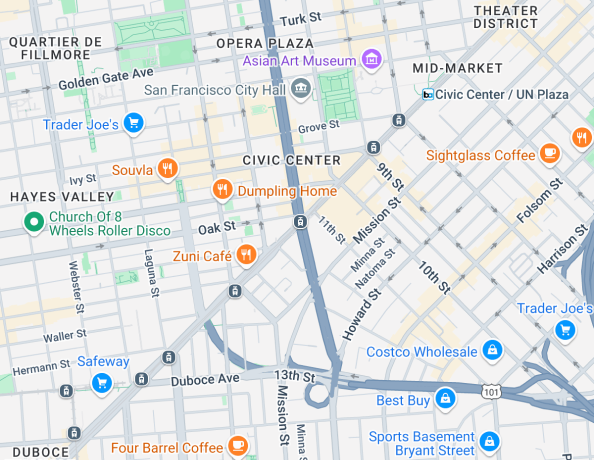 THEATER
DISTRICT
Turk St
QUARTIER DE
FILLMORE
OPERA PLAZA
Asian Art Museum
MID-MARKET
Golden Gate Ave
San Francisco City Hall
Civic Center / UN Plaza
Trader Joe's
Grove St
Sightglass Coffee
CIVIC CENTER
Souvla
Ivy St
9th St
HAYES VALLEY
Dumpling Home
Folsom St
Church Of 8
Wheels Roller Disco
Oak St
11th St
Mission St
Harrison St
Zuni Café
Minna St
Natoma St
10th St
Webster St
Laguna St
Howard St
Trader Joe's
Waller St
Costco Wholesale
Hermann St
Safeway
Duboce Ave
13th St
101
Best Buy
Mission St
Minna S
DUBOCE
Four Barrel Coffee
Sports Basement
Bryant Street
P